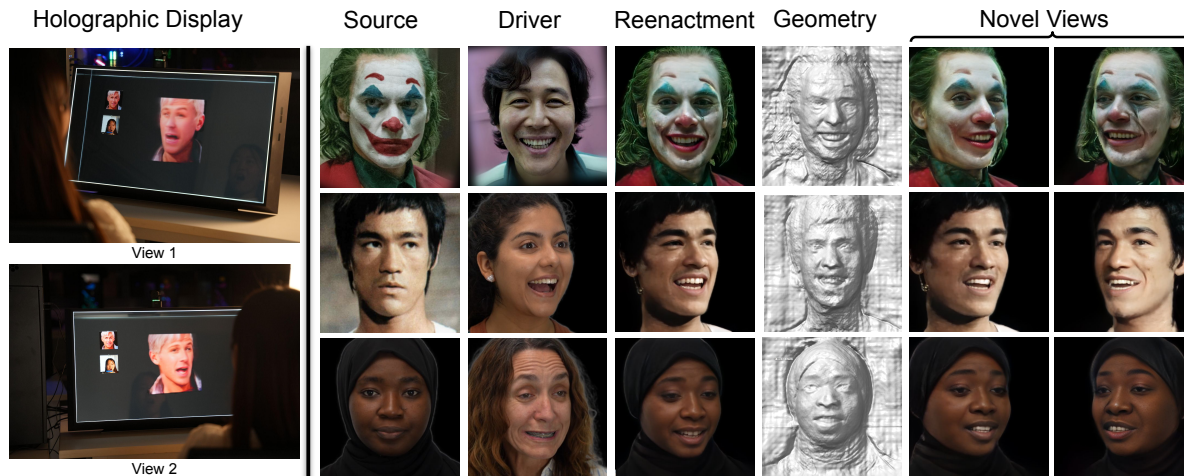 Holographic Display
Source
Driver
Reenactment
Geometry
Novel Views
View 1
View 2